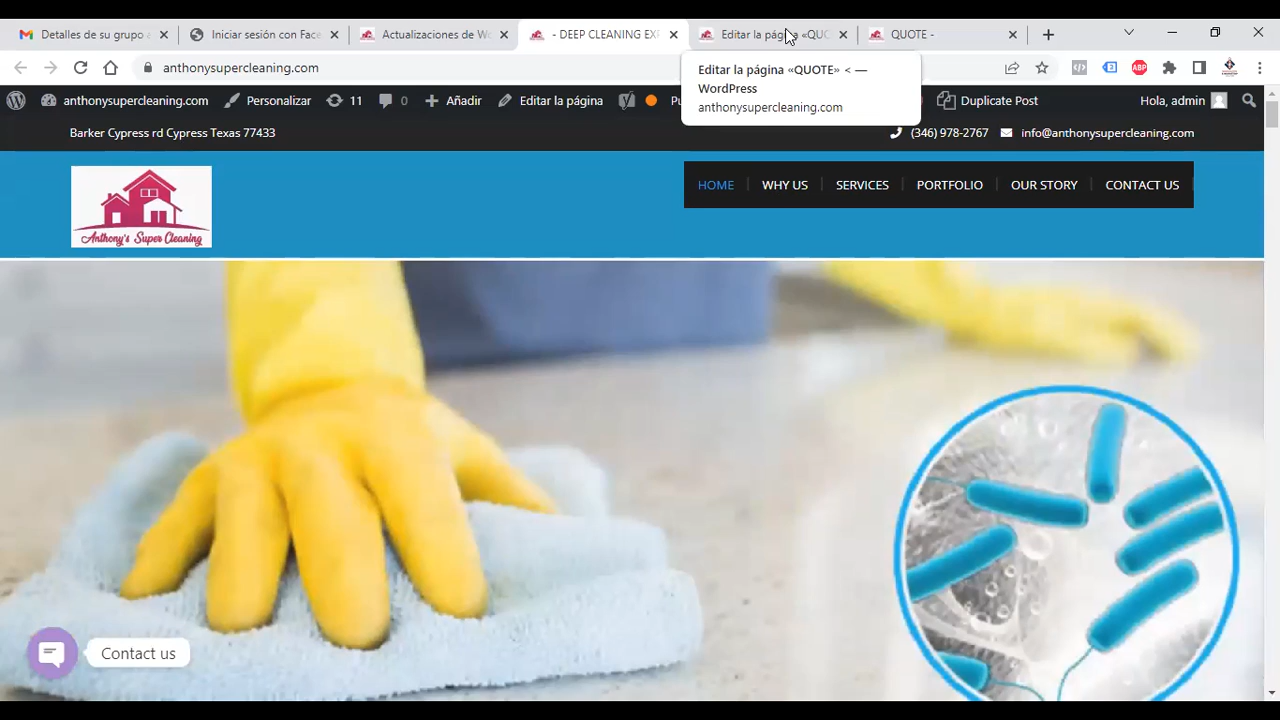 Detalles de su grupo
Iniciar sesión con Face
Actualizaciones de Wo
- DEEP CLEANING EXP
Editar la página «QUO
QUOTE -
anthonysupercleaning.com
Editar la página «QUOTE» < —
WordPress
anthonysupercleaning.com
anthonysupercleaning.com
Personalizar
11
0
Añadir
Editar la página
Duplicate Post
Hola, admin
Barker Cypress rd Cypress Texas 77433
(346) 978-2767
info@anthonysupercleaning.com
Anthony's Super Cleaning
HOME
WHY US
SERVICES
PORTFOLIO
OUR STORY
CONTACT US
Contact us